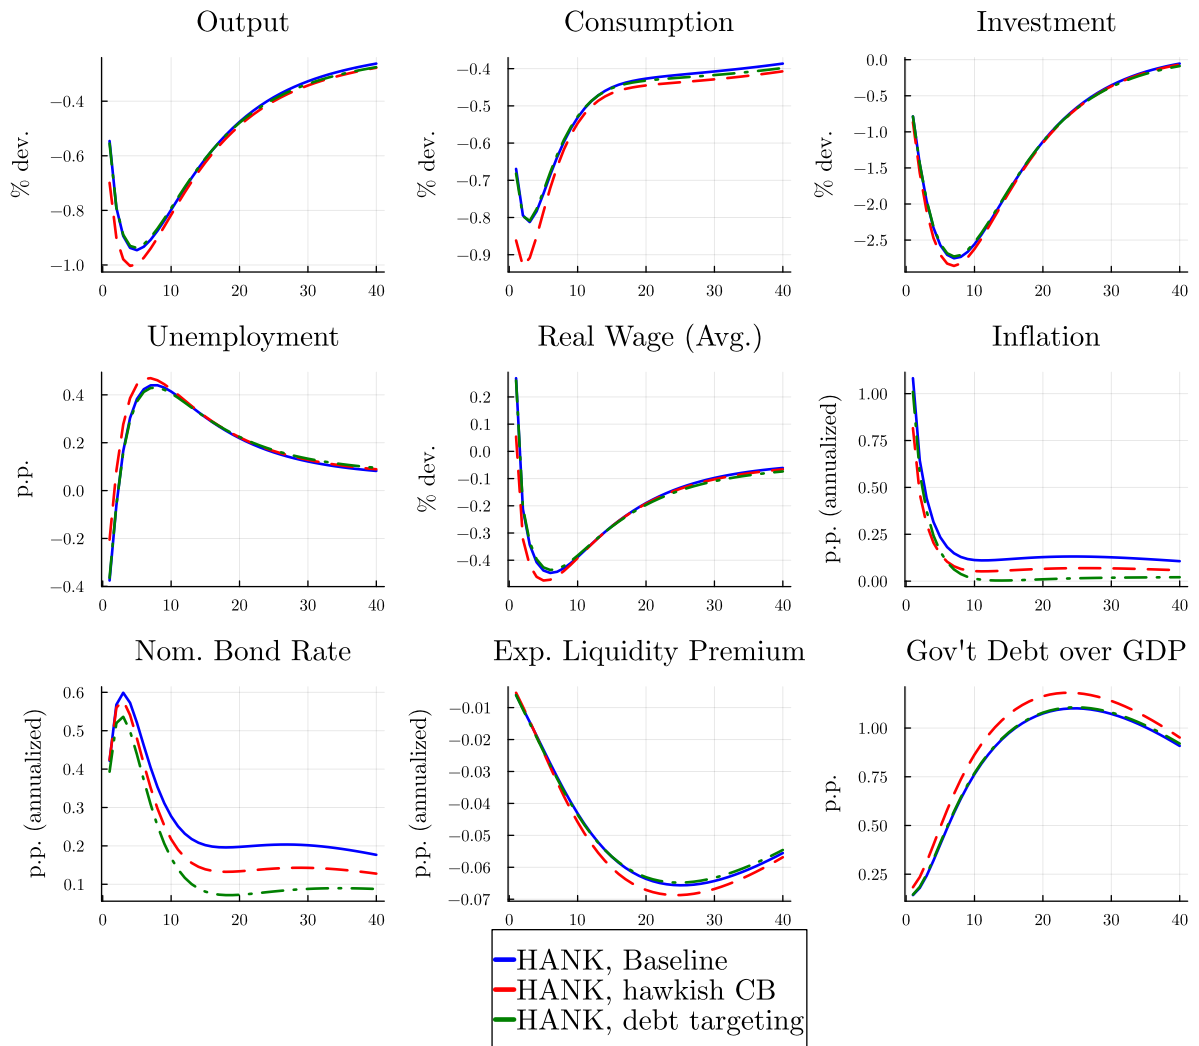 Output
Consumption
Investment
% dev.
−0.4
−0.6
−0.8
−1.0
0 10 20 30 40
% dev.
−0.4
−0.5
−0.6
−0.7
−0.8
−0.9
0 10 20 30 40
% dev.
0.0
−0.5
−1.0
−1.5
−2.0
−2.5
0 10 20 30 40
Unemployment
Real Wage (Avg.)
Inflation
p.p.
0.4
0.2
0.0
−0.2
−0.4
0 10 20 30 40
% dev.
0.2
0.1
0.0
−0.1
−0.2
−0.3
−0.4
0 10 20 30 40
p.p. (annualized)
1.00
0.75
0.50
0.25
0.00
0 10 20 30 40
Nom. Bond Rate
Exp. Liquidity Premium
Gov't Debt over GDP
p.p. (annualized)
0.6
0.5
0.4
0.3
0.2
0.1
0 10 20 30 40
p.p. (annualized)
−0.01
−0.02
−0.03
−0.04
−0.05
−0.06
−0.07
0 10 20 30 40
p.p.
1.00
0.75
0.50
0.25
0 10 20 30 40
HANK, Baseline
HANK, hawkish CB
HANK, debt targeting